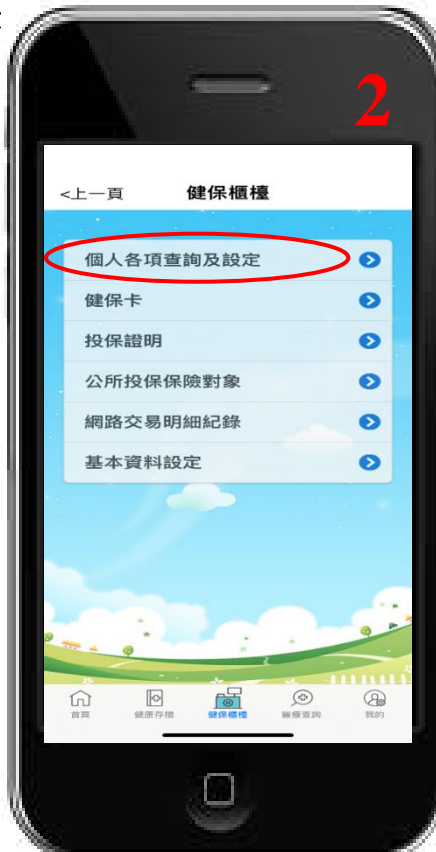 2
<上一頁 健保櫃檯
個人各項查詢及設定
健保卡
投保證明
公所投保保險對象
網路交易明細紀錄
基本資料設定
首頁 健康存摺 健保櫃檯 醫療查詢 我的